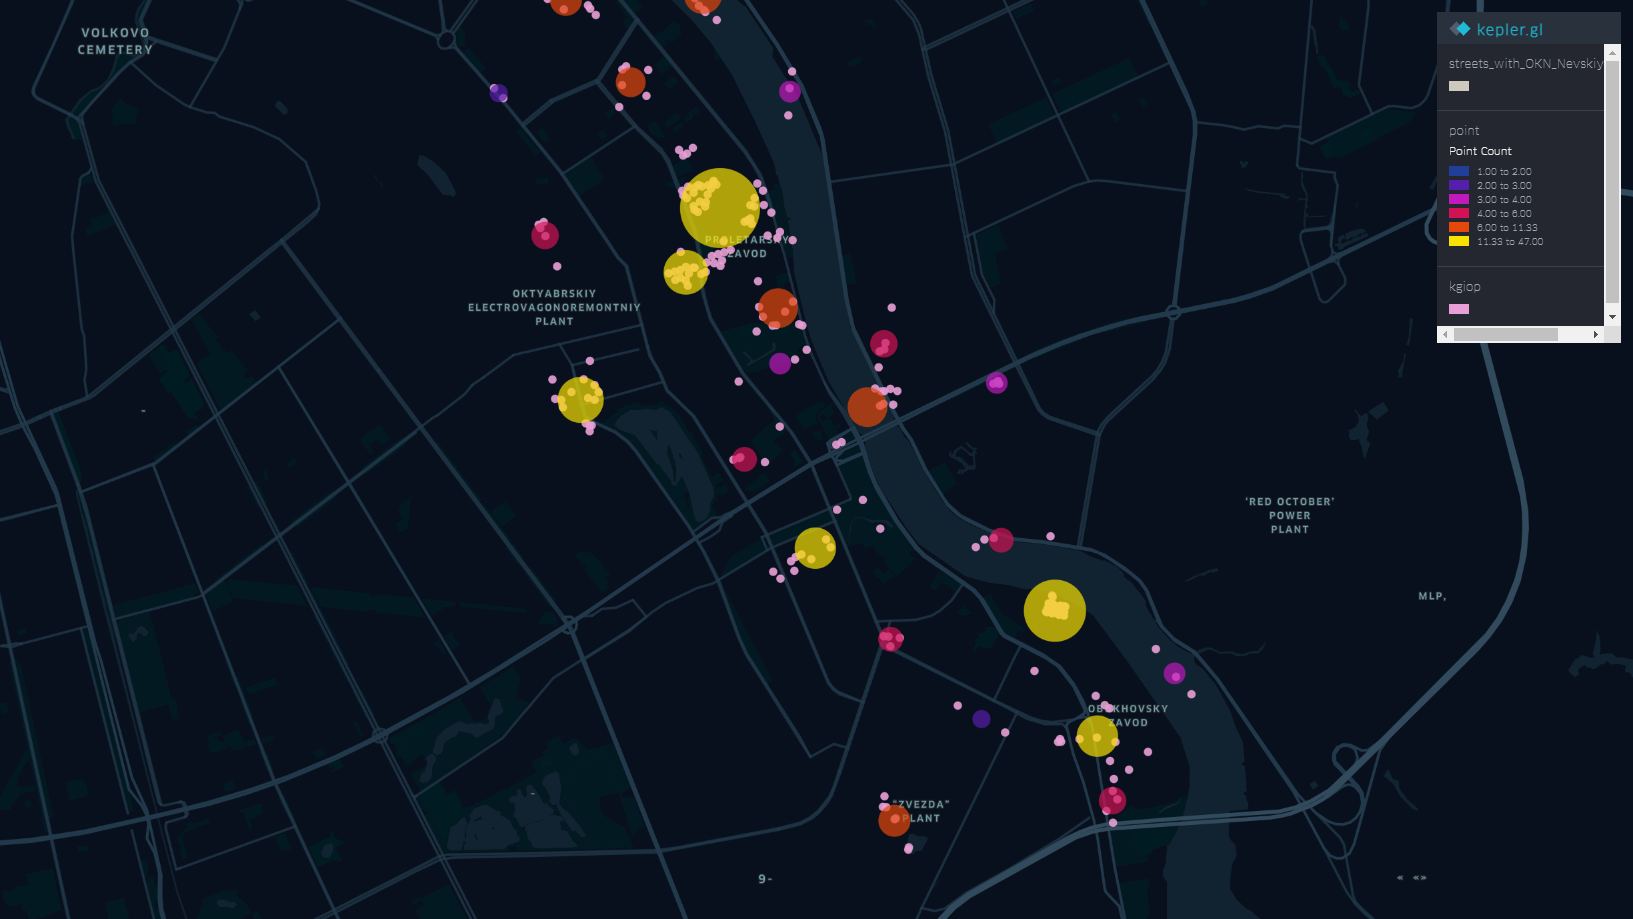 VOLKOVO
CEMETERY
kepler.gl
streets_with_OKN_Nevskiy
point
Point Count
1.00 to 2.00
2.00 to 3.00
3.00 to 4.00
4.00 to 6.00
6.00 to 11.33
11.33 to 47.00
kgiop
PROLETARSKY
ZAVOD
OKTYABRSKIY
ELECTROVAGONOREMONTNIY
PLANT
'RED OCTOBER'
POWER
PLANT
MLP,
OBUKHOVSKY
ZAVOD
"ZVEZDA"
PLANT
9-
« «»